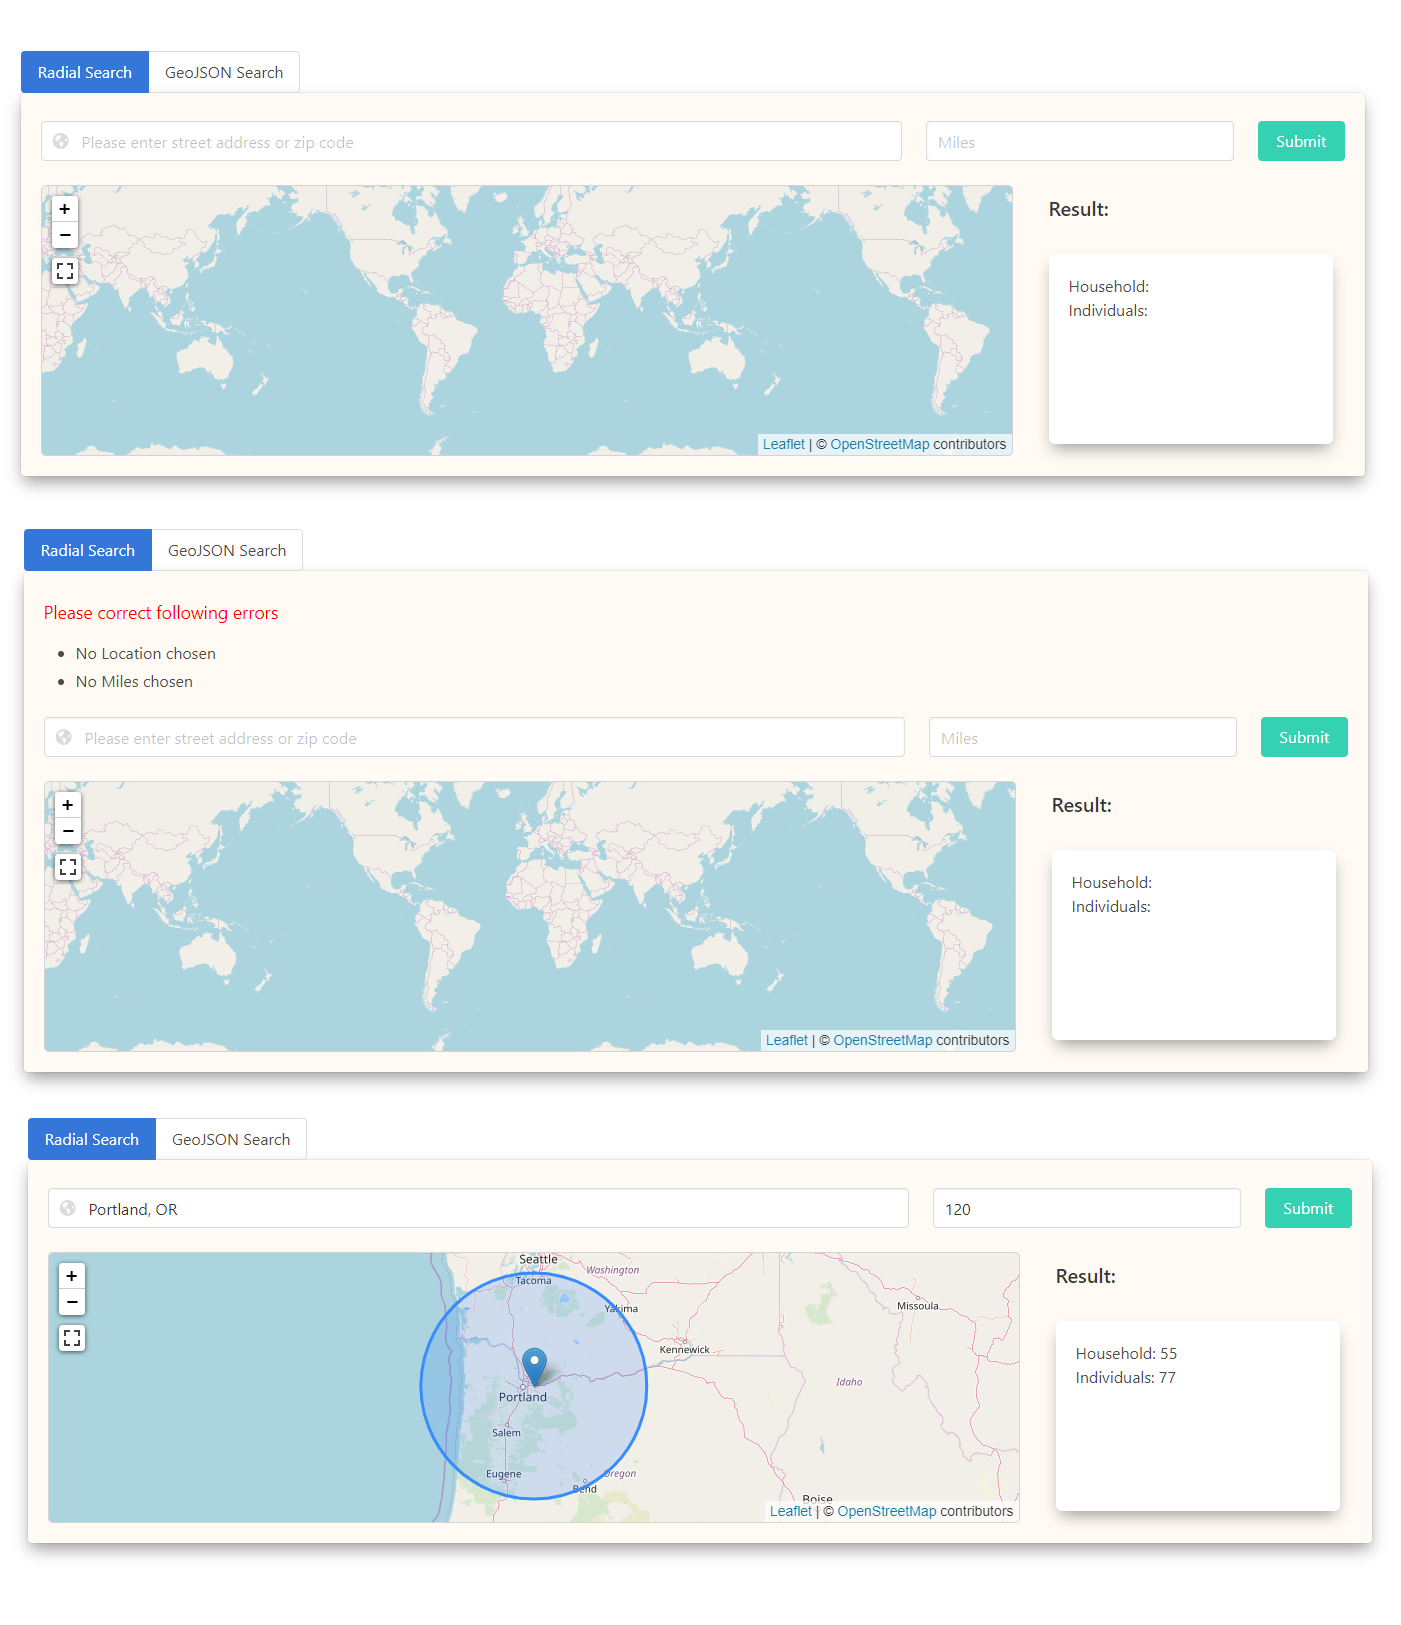 Radial Search GeoJSON Search
Please enter street address or zip code Miles Submit
+
−
Result:
Household:
Individuals:
Leaflet | © OpenStreetMap contributors
Radial Search GeoJSON Search
Please correct following errors
• No Location chosen
• No Miles chosen
Please enter street address or zip code Miles Submit
+
−
Result:
Household:
Individuals:
Leaflet | © OpenStreetMap contributors
Radial Search GeoJSON Search
Portland, OR 120 Submit
+
−
Seattle
Washington
Tacoma
Yakima
Missoula
Kennewick
Idaho
Portland
Salem
Eugene
Oregon
Bend
Boise
Leaflet | © OpenStreetMap contributors
Result:
Household: 55
Individuals: 77